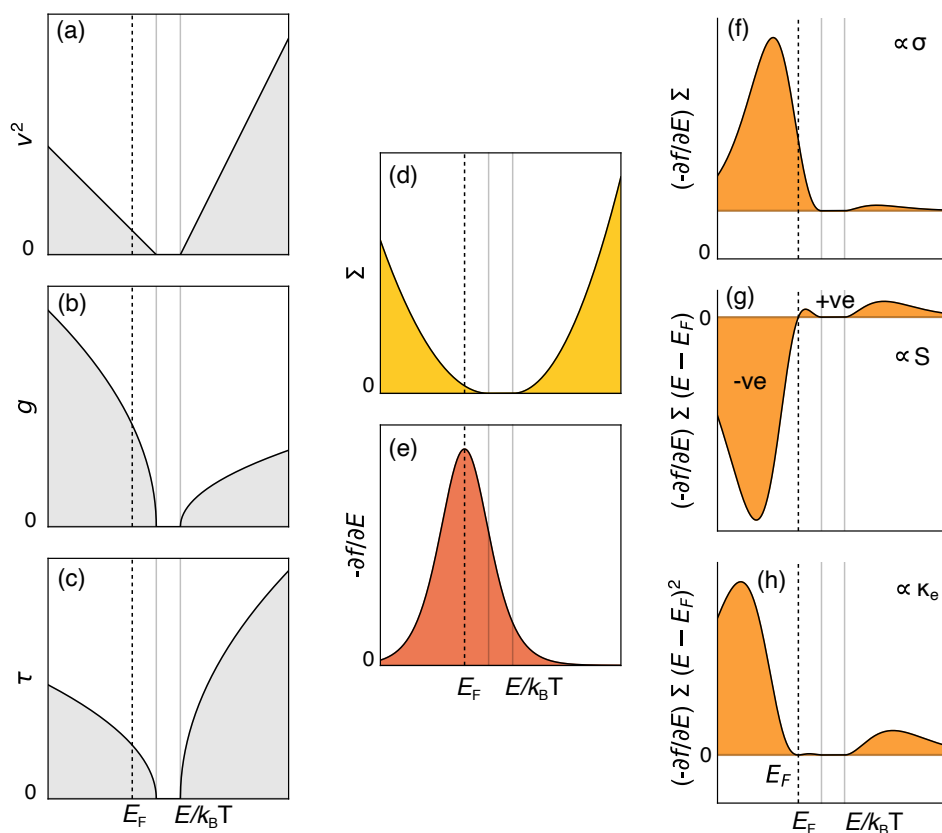 (a)
v²
0
(b)
g
0
(c)
τ
0
E_F
E/k_BT
(d)
Σ
0
(e)
-∂f/∂E
0
E_F
E/k_BT
(f)
∝σ
(-∂f/∂E) Σ
0
(g)
+ve
0
-ve
∝S
(-∂f/∂E) Σ (E − E_F)
(h)
∝κ_e
(-∂f/∂E) Σ (E − E_F)²
0
E_F
E_F
E/k_BT